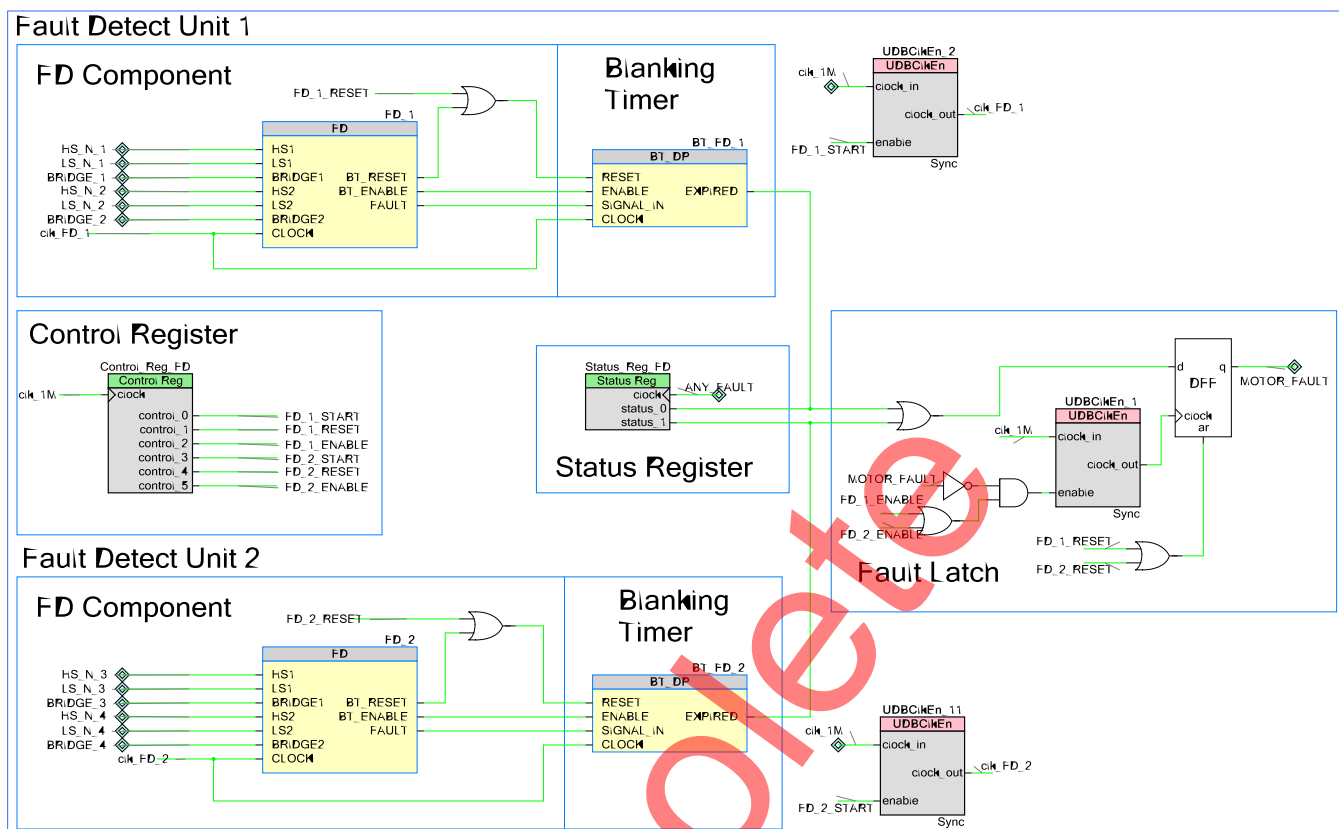 Fault Detect Unit 1
FD Component
Blanking
Timer
FD_1_RESET
FD_1
FD
HS_N_1
LS_N_1
BRIDGE_1
HS_N_2
LS_N_2
BRIDGE_2
clk_FD_1
HS1
LS1
BRIDGE1
HS2
LS2
BRIDGE2
CLOCK
BT_RESET
BT_ENABLE
FAULT
BT_FD_1
BT_DP
RESET
ENABLE
SIGNAL_IN
CLOCK
EXPIRED
UDBClkEn_2
UDBClkEn
clk_1M
clock_in
clock_out
clk_FD_1
enable
FD_1_START
Sync
Control Register
Control_Reg_FD
Control Reg
clk_1M
clock
control_0
control_1
control_2
control_3
control_4
control_5
FD_1_START
FD_1_RESET
FD_1_ENABLE
FD_2_START
FD_2_RESET
FD_2_ENABLE
Status_Reg_FD
Status Reg
clock
status_0
status_1
ANY_FAULT
Status Register
d
q
DFF
clock
ar
MOTOR_FAULT
UDBClkEn_1
UDBClkEn
clk_1M
clock_in
clock_out
enable
Sync
MOTOR_FAULT
FD_1_ENABLE
FD_2_ENABLE
FD_1_RESET
FD_2_RESET
Fault Latch
Fault Detect Unit 2
FD Component
Blanking
Timer
FD_2_RESET
FD_2
FD
HS_N_3
LS_N_3
BRIDGE_3
HS_N_4
LS_N_4
BRIDGE_4
clk_FD_2
HS1
LS1
BRIDGE1
HS2
LS2
BRIDGE2
CLOCK
BT_RESET
BT_ENABLE
FAULT
BT_FD_2
BT_DP
RESET
ENABLE
SIGNAL_IN
CLOCK
EXPIRED
UDBClkEn_11
UDBClkEn
clk_1M
clock_in
clock_out
clk_FD_2
enable
FD_2_START
Sync
olete